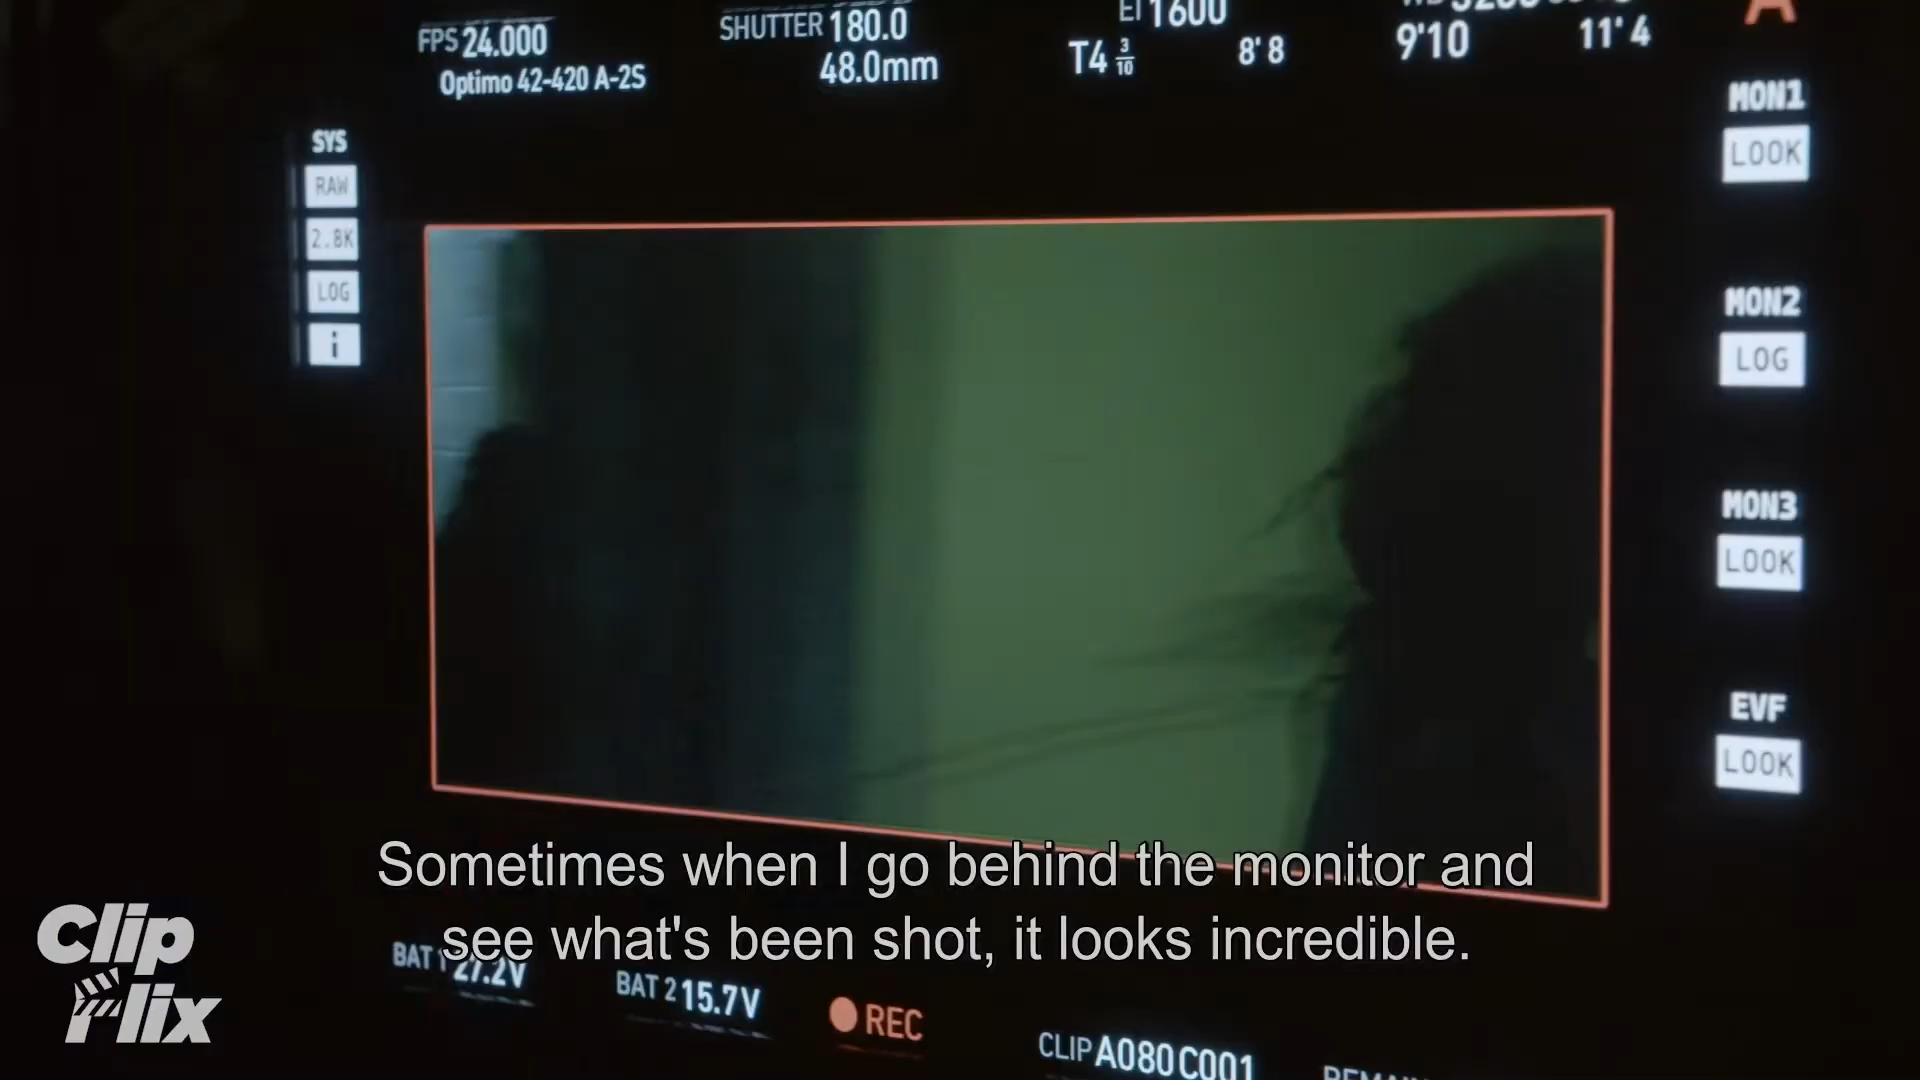 FPS 24.000
SHUTTER 180.0
EI 1600
9'10
11'4
A
Optimo 42-420 A-2S
48.0mm
T4 3/10
8'8
SYS
RAW
2.8K
LOG
i
MON1
LOOK
MON2
LOG
MON3
LOOK
EVF
LOOK
Sometimes when I go behind the monitor and
see what's been shot, it looks incredible.
Clip
Flix
BAT 1 27.2V
BAT 2 15.7V
REC
CLIP A080C001